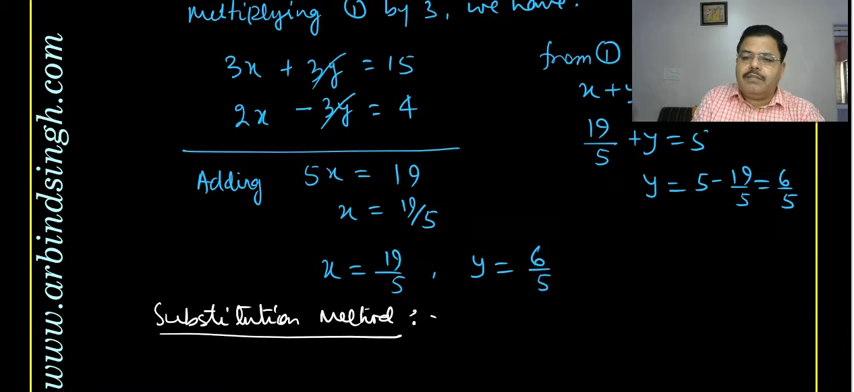 multiplying ① by 3, we have:
3x + 3y = 15
2x - 3y = 4
Adding 5x = 19
x = 19/5
from ①
x + y
19/5 + y = 5
y = 5 - 19/5 = 6/5
x = 19/5 , y = 6/5
Substitution Method :-
www.arbindsingh.com